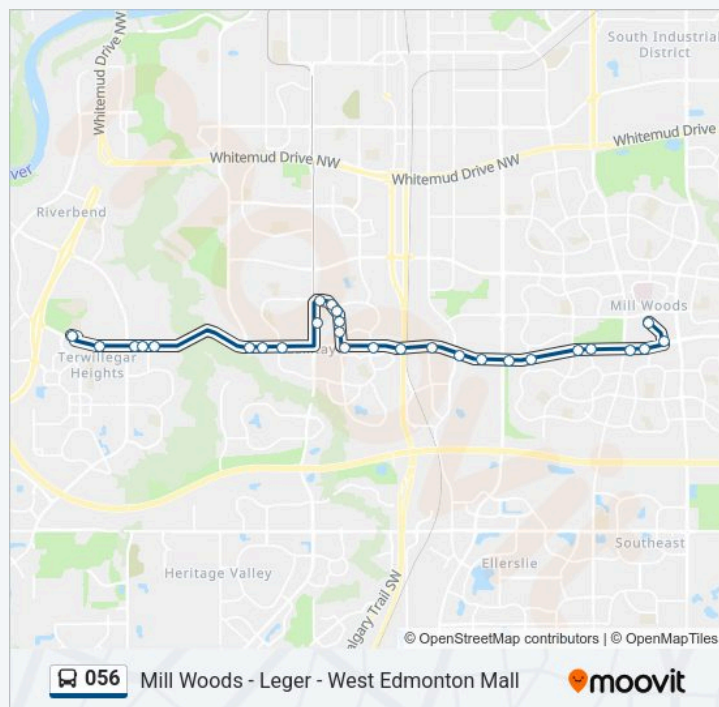 South Industrial
District
Whitemud Drive NW
Whitemud Drive
Whitemud Drive NW
Whitemud Drive NW
ver
Riverbend
Mill Woods
Terwillegar
Heights
Heritage Valley
Ellerslie
Southeast
algary Trail SW
© OpenStreetMap contributors | © OpenMapTiles
056
Mill Woods - Leger - West Edmonton Mall
moovit